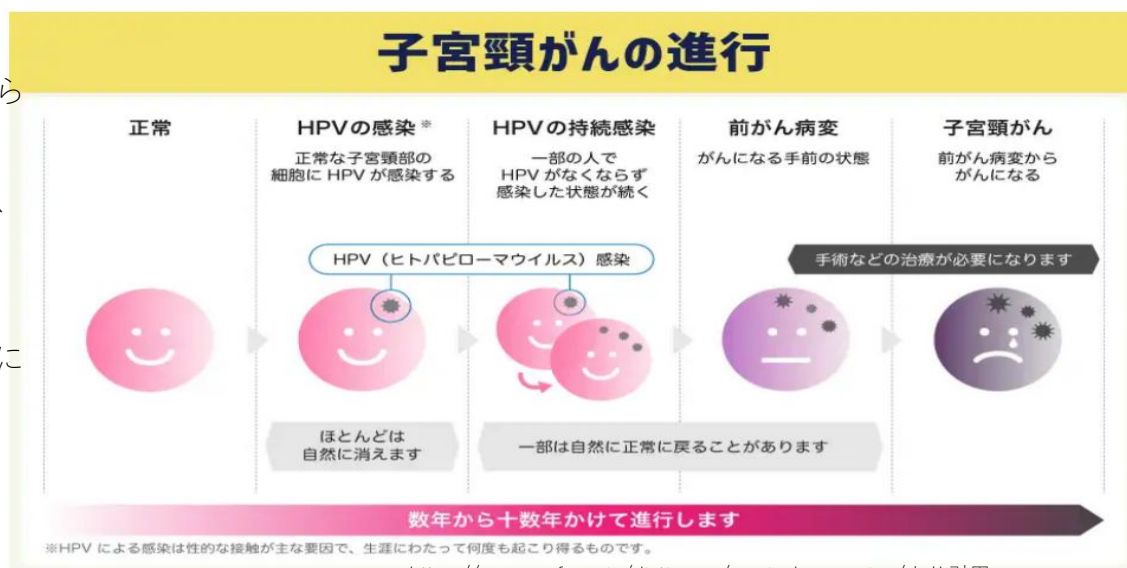 子宮頸がんの進行
ら
に
正常
HPVの感染※
正常な子宮頸部の
細胞に HPV が感染する
HPVの持続感染
一部の人で
HPV がなくならず
感染した状態が続く
前がん病変
がんになる手前の状態
子宮頸がん
前がん病変から
がんになる
HPV（ヒトパピローマウイルス）感染
手術などの治療が必要になります
ほとんどは
自然に消えます
一部は自然に正常に戻ることがあります
数年から十数年かけて進行します
※HPV による感染は性的な接触が主な要因で、生涯にわたって何度も起こり得るものです。